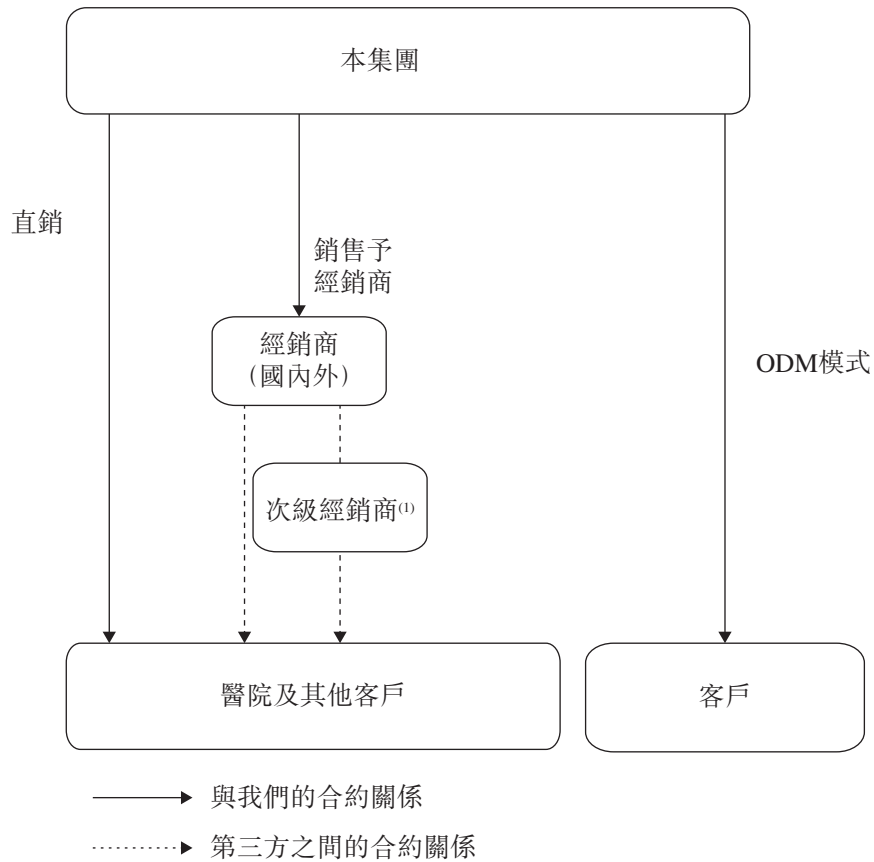 本集團
直銷
銷售予
經銷商
經銷商
(國內外)
ODM模式
次級經銷商(1)
醫院及其他客戶
客戶
與我們的合約關係
第三方之間的合約關係